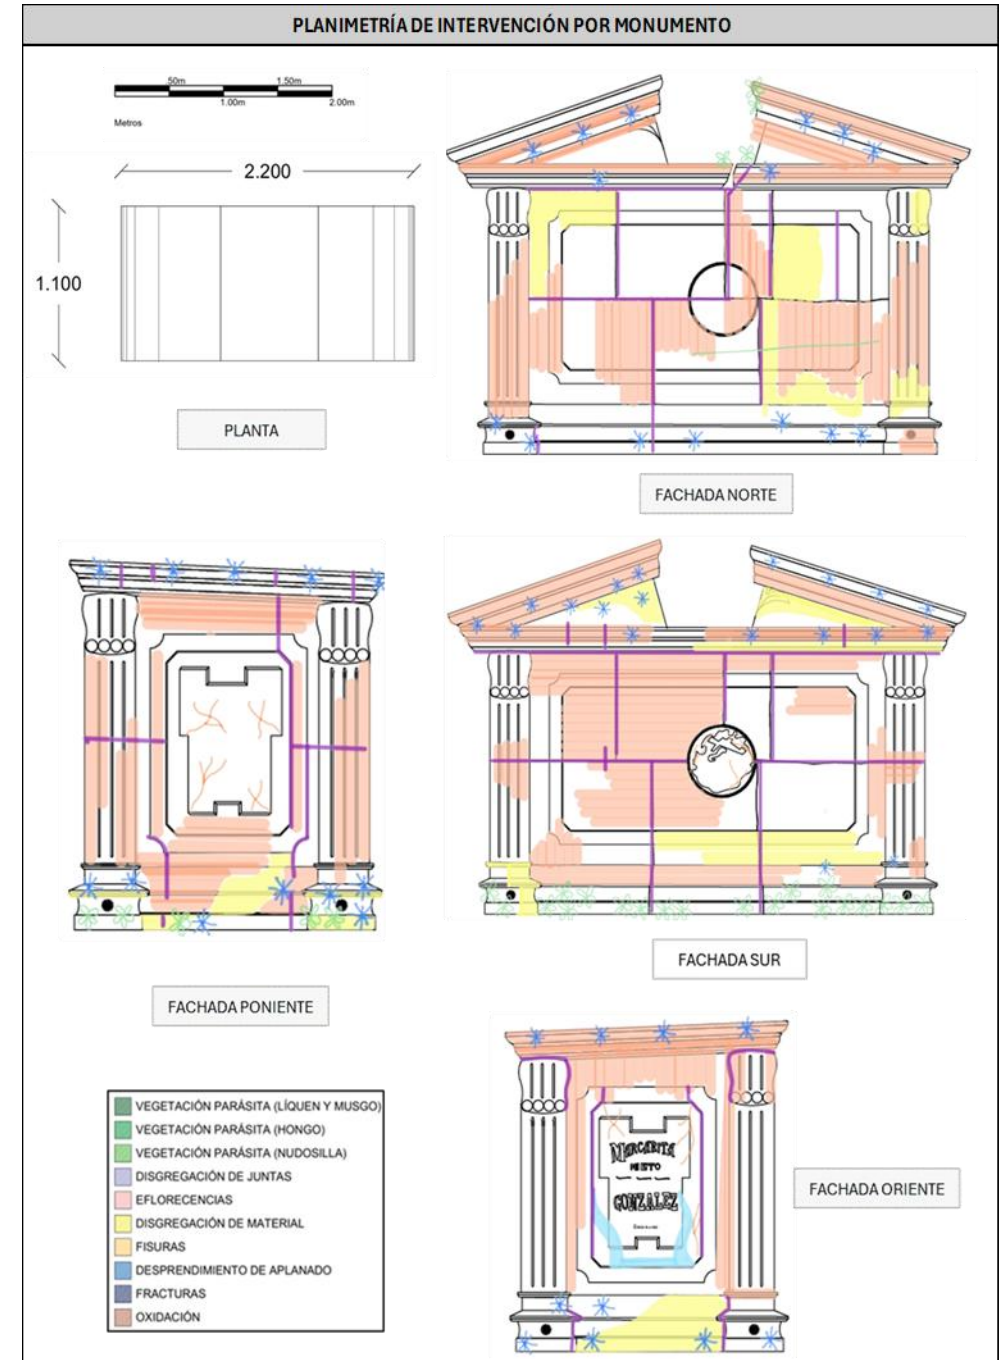 PLANIMETRÍA DE INTERVENCIÓN POR MONUMENTO
.50m
1.50m
1.00m
2.00m
Metros
2.200
1.100
PLANTA
FACHADA NORTE
FACHADA PONIENTE
FACHADA SUR
MARGARITA
NIETO
GONZALEZ
FACHADA ORIENTE
VEGETACIÓN PARÁSITA (LÍQUEN Y MUSGO)
VEGETACIÓN PARÁSITA (HONGO)
VEGETACIÓN PARÁSITA (NUDOSILLA)
DISGREGACIÓN DE JUNTAS
EFLORECENCIAS
DISGREGACIÓN DE MATERIAL
FISURAS
DESPRENDIMIENTO DE APLANADO
FRACTURAS
OXIDACIÓN